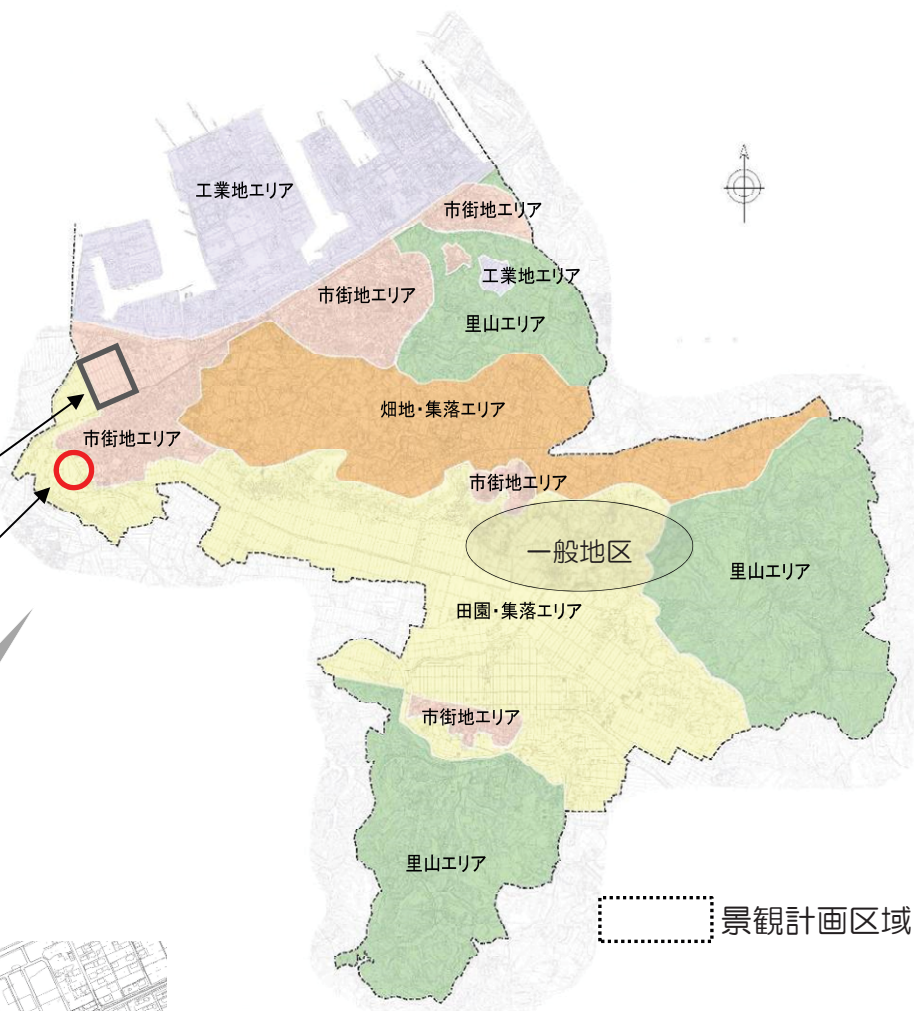 工業地エリア
市街地エリア
工業地エリア
市街地エリア
里山エリア
畑地・集落エリア
市街地エリア
市街地エリア
一般地区
里山エリア
田園・集落エリア
市街地エリア
里山エリア
景観計画区域